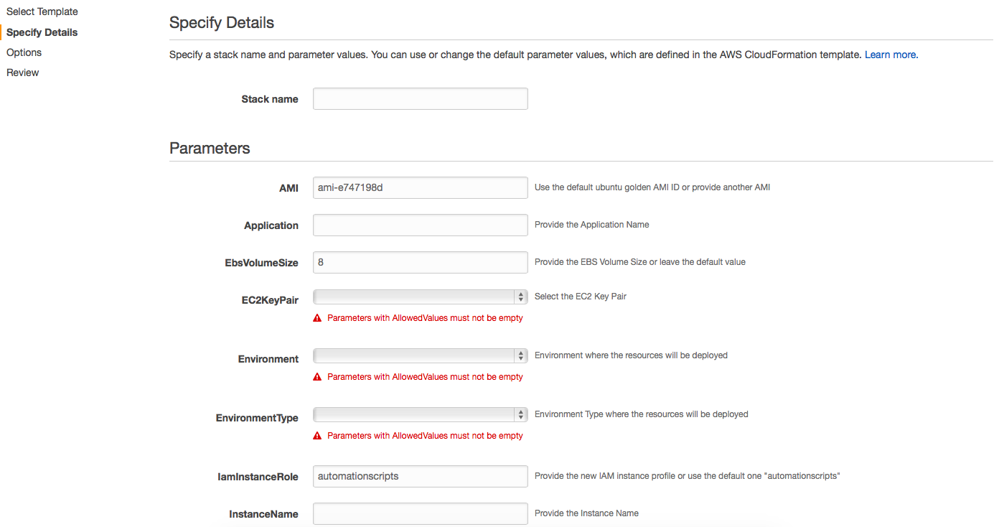 Select Template
Specify Details
Options
Review
Specify Details
Specify a stack name and parameter values. You can use or change the default parameter values, which are defined in the AWS CloudFormation template. Learn more.
Stack name
Parameters
AMI ami-e747198d Use the default ubuntu golden AMI ID or provide another AMI
Application Provide the Application Name
EbsVolumeSize 8 Provide the EBS Volume Size or leave the default value
EC2KeyPair Select the EC2 Key Pair
Parameters with AllowedValues must not be empty
Environment Environment where the resources will be deployed
Parameters with AllowedValues must not be empty
EnvironmentType Environment Type where the resources will be deployed
Parameters with AllowedValues must not be empty
IamInstanceRole automationscripts Provide the new IAM instance profile or use the default one "automationscripts"
InstanceName Provide the Instance Name